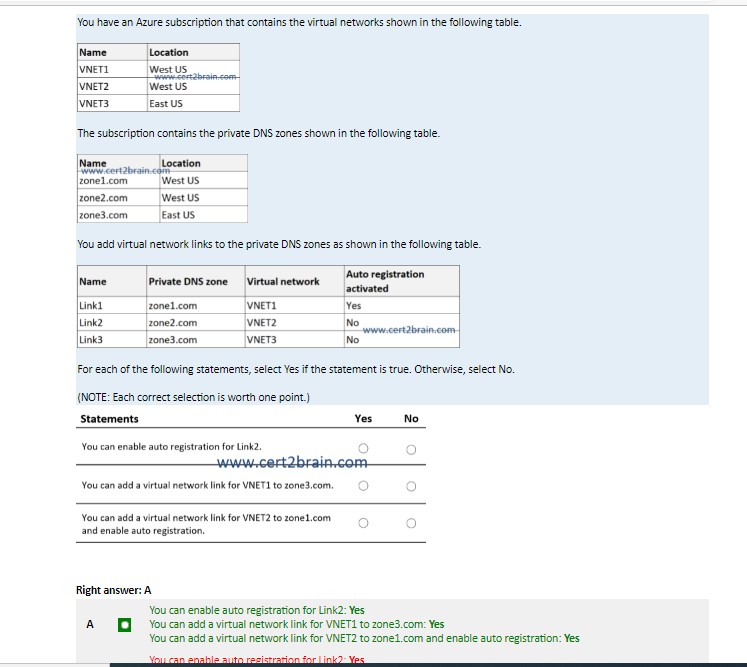 You have an Azure subscription that contains the virtual networks shown in the following table.
Name Location
VNET1 West US
www.cert2brain.com
VNET2 West US
VNET3 East US
The subscription contains the private DNS zones shown in the following table.
Name Location
www.cert2brain.com
zone1.com West US
zone2.com West US
zone3.com East US
You add virtual network links to the private DNS zones as shown in the following table.
Name Private DNS zone Virtual network Auto registration activated
Link1 zone1.com VNET1 Yes
Link2 zone2.com VNET2 No
www.cert2brain.com
Link3 zone3.com VNET3 No
For each of the following statements, select Yes if the statement is true. Otherwise, select No.
(NOTE: Each correct selection is worth one point.)
Statements Yes No
You can enable auto registration for Link2.
www.cert2brain.com
You can add a virtual network link for VNET1 to zone3.com.
You can add a virtual network link for VNET2 to zone1.com
and enable auto registration.
Right answer: A
You can enable auto registration for Link2: Yes
A You can add a virtual network link for VNET1 to zone3.com: Yes
You can add a virtual network link for VNET2 to zone1.com and enable auto registration: Yes
You can enable auto registration for Link2: Yes